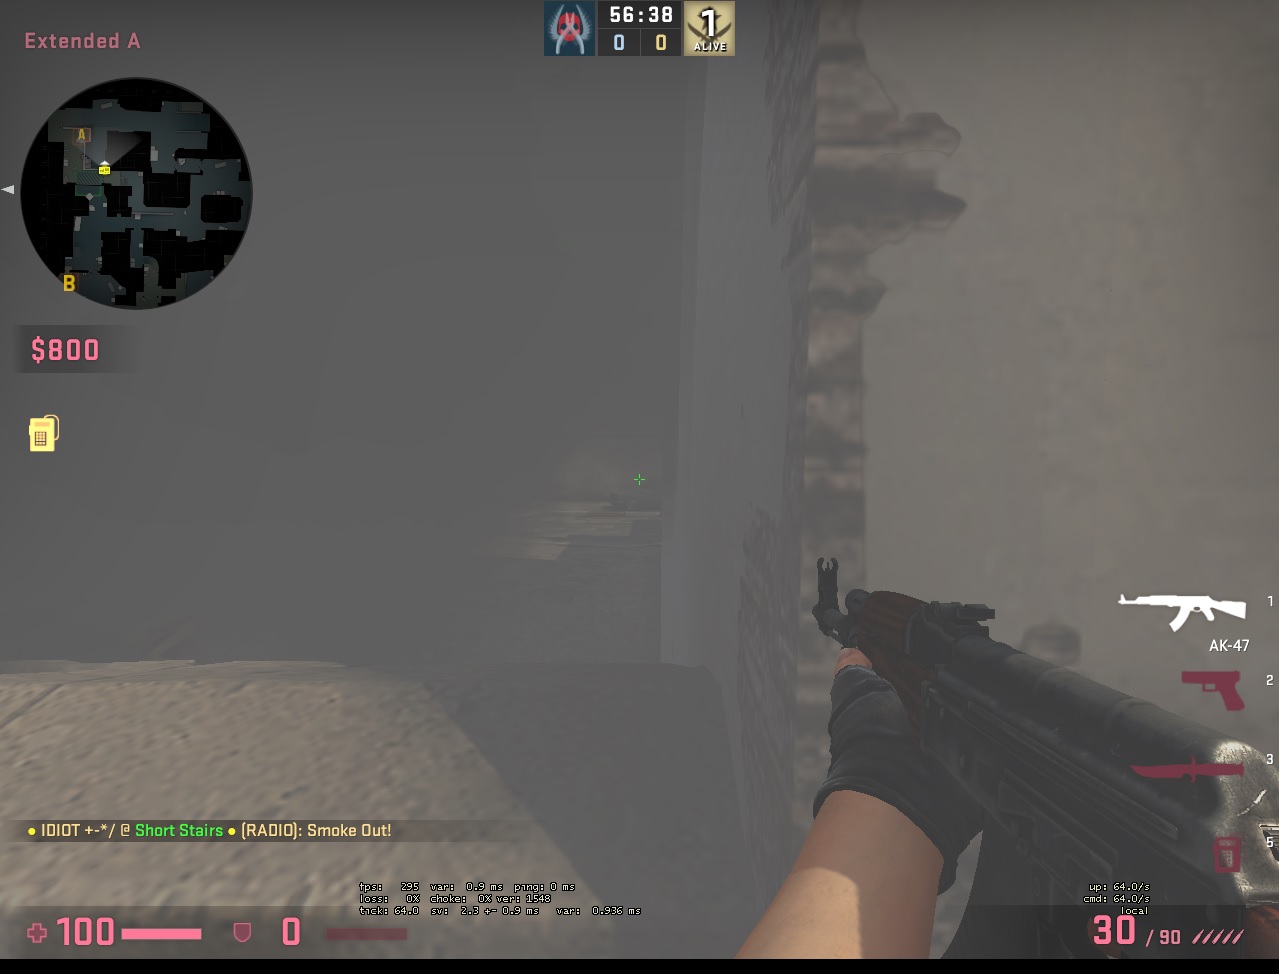 56:38
1
ALIVE
0 0
Extended A
A
B
$800
1
AK-47
2
3
5
● IDIOT +-*/ @ Short Stairs ● (RADIO): Smoke Out!
fps: 295 var: 0.9 ms ping: 0 ms
loss: 0% choke: 0% ver: 1548
tick: 64.0 sv: 2.3 +- 0.9 ms var: 0.936 ms
up: 64.0/s
cmd: 64.0/s
local
100 0
30 / 90